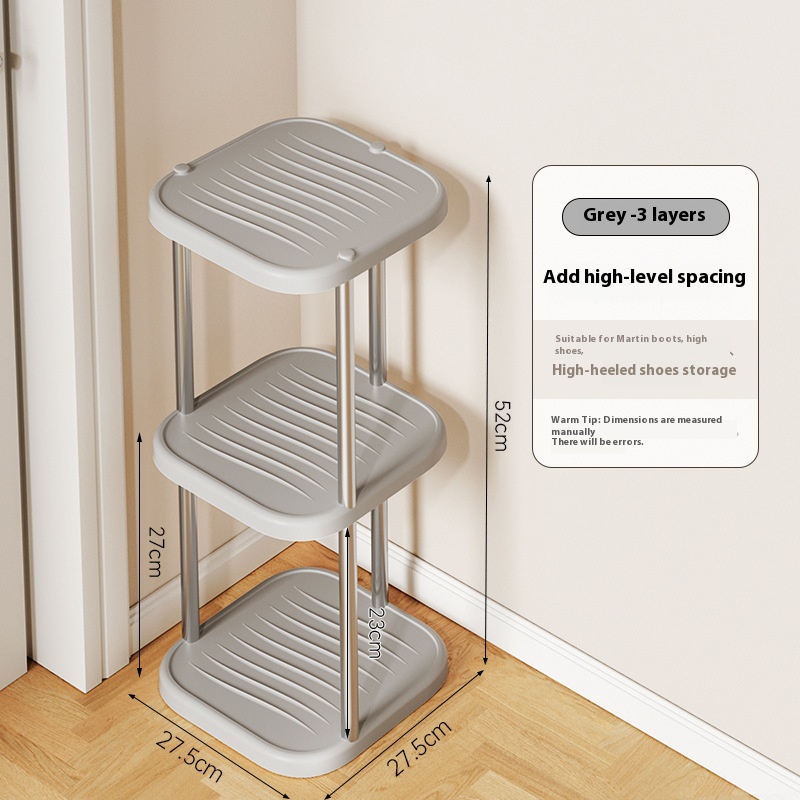 Grey -3 layers
Add high-level spacing
Suitable for Martin boots, high
shoes,
High-heeled shoes storage
Warm Tip: Dimensions are measured
manually
There will be errors.
52cm
27cm
23cm
27.5cm
27.5cm